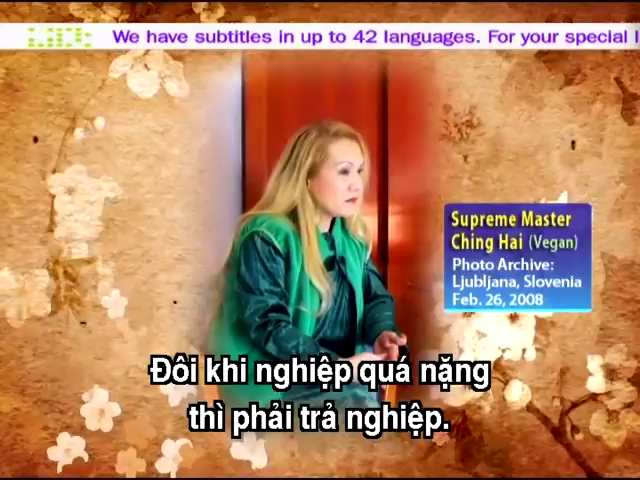 We have subtitles in up to 42 languages. For your special
Supreme Master
Ching Hai (Vegan)
Photo Archive:
Ljubljana, Slovenia
Feb. 26, 2008
Đôi khi nghiệp quá nặng
thì phải trả nghiệp.